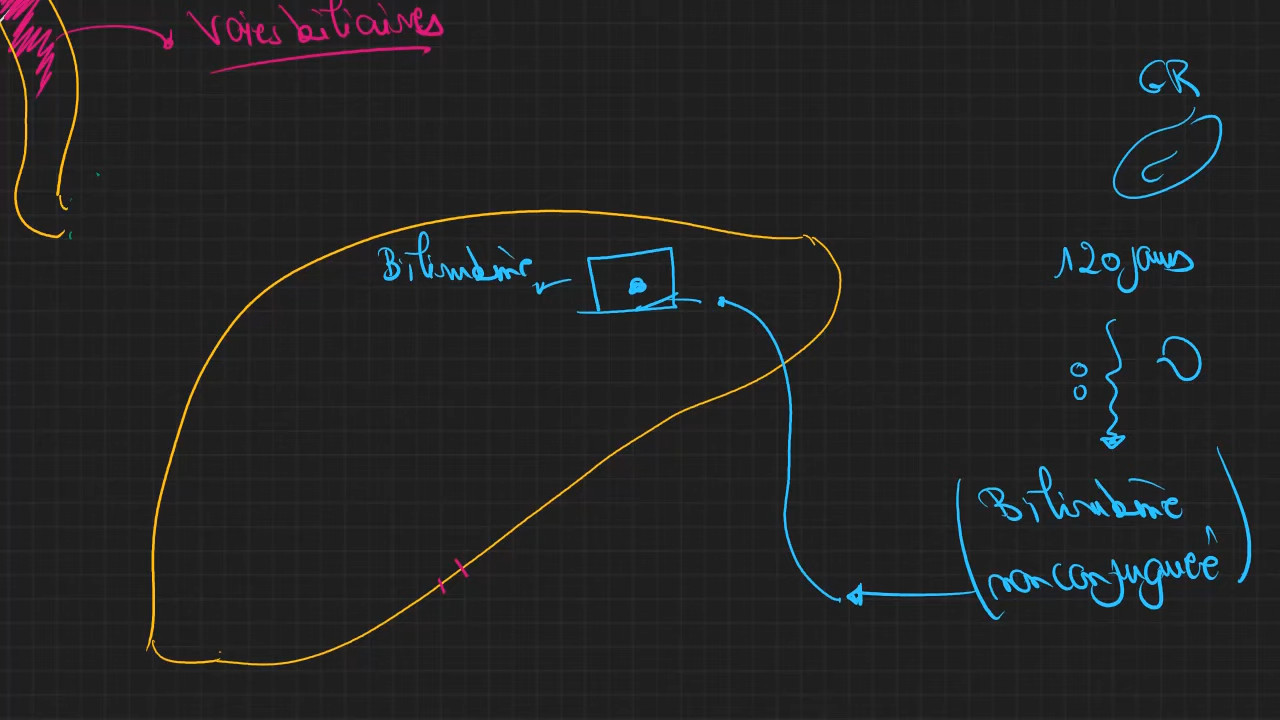 Voies biliaires
GR
Bilirubine
120 jours
Bilirubine
non conjuguée